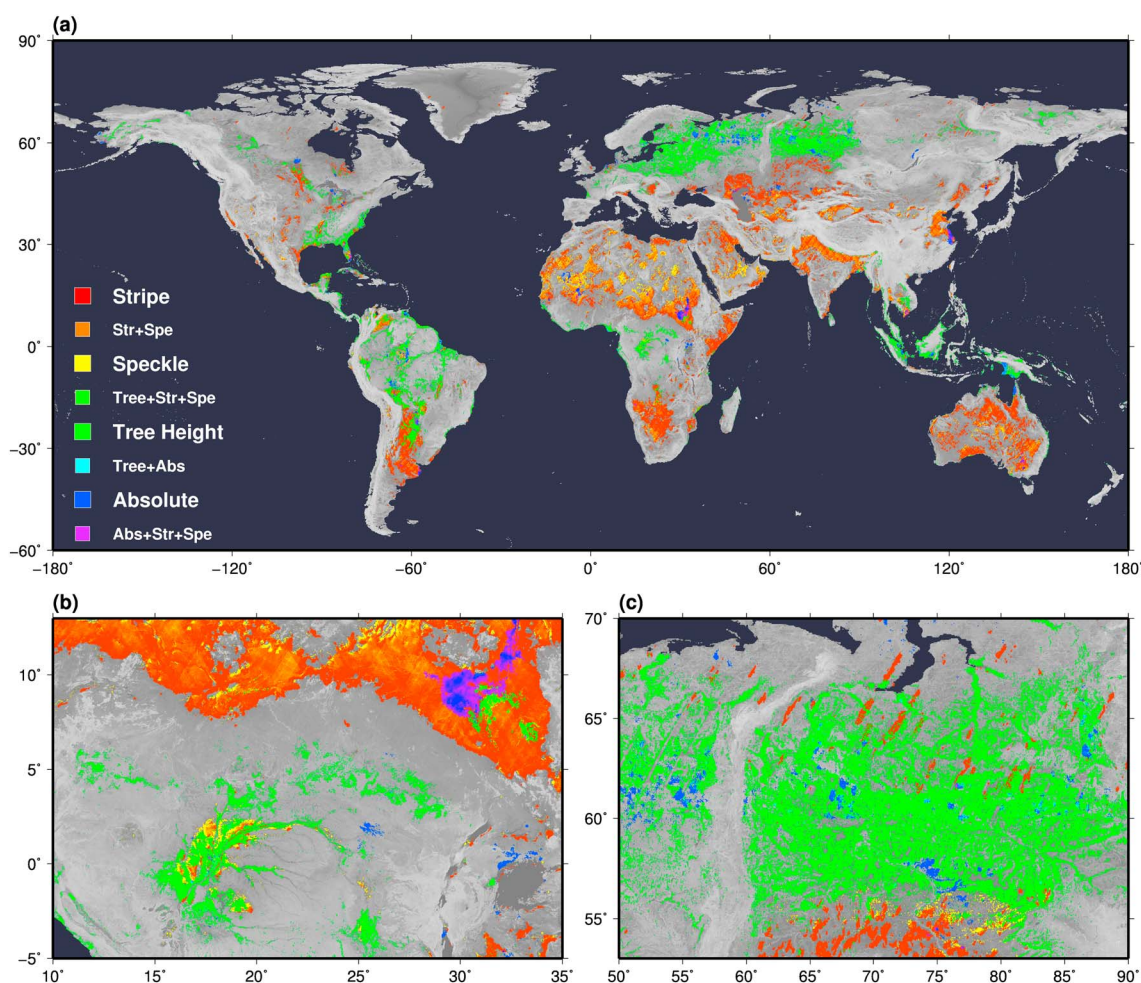 (a)
90°
60°
30°
0°
−30°
−60°
Stripe
Str+Spe
Speckle
Tree+Str+Spe
Tree Height
Tree+Abs
Absolute
Abs+Str+Spe
−180° −120° −60° 0° 60° 120° 180°
(b)
10°
5°
0°
−5°
10° 15° 20° 25° 30° 35°
(c)
70°
65°
60°
55°
50° 55° 60° 65° 70° 75° 80° 85° 90°